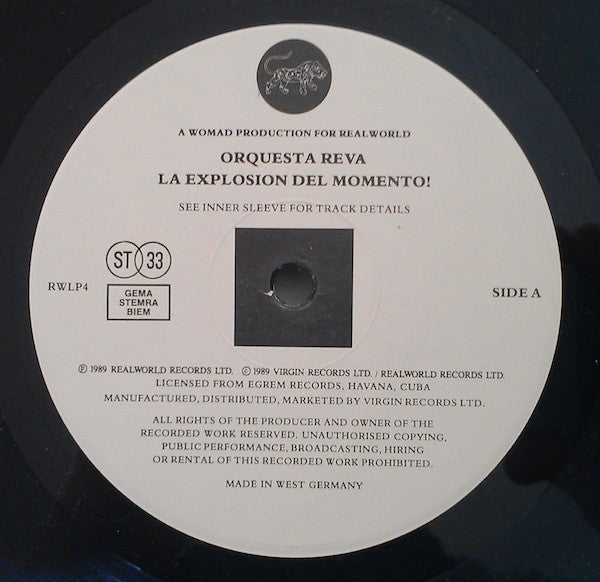 A WOMAD PRODUCTION FOR REALWORLD
ORQUESTA REVA
LA EXPLOSION DEL MOMENTO!
SEE INNER SLEEVE FOR TRACK DETAILS
ST 33
RWLP4
GEMA
STEMRA
BIEM
SIDE A
℗ 1989 REALWORLD RECORDS LTD. © 1989 VIRGIN RECORDS LTD. / REALWORLD RECORDS LTD.
LICENSED FROM EGREM RECORDS, HAVANA, CUBA
MANUFACTURED, DISTRIBUTED, MARKETED BY VIRGIN RECORDS LTD.
ALL RIGHTS OF THE PRODUCER AND OWNER OF THE
RECORDED WORK RESERVED. UNAUTHORISED COPYING,
PUBLIC PERFORMANCE, BROADCASTING, HIRING
OR RENTAL OF THIS RECORDED WORK PROHIBITED.
MADE IN WEST GERMANY